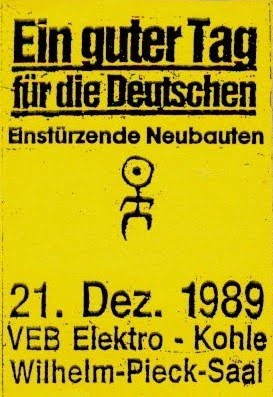 Ein guter Tag
für die Deutschen
Einstürzende Neubauten
21. Dez. 1989
VEB Elektro - Kohle
Wilhelm-Pieck-Saal